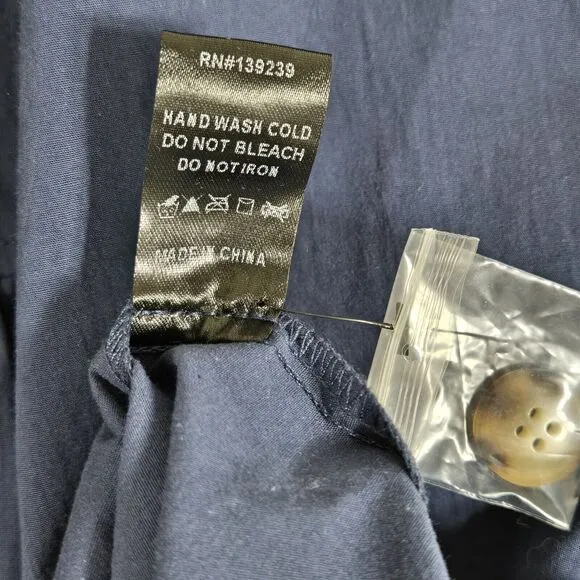 RN#139239
HAND WASH COLD
DO NOT BLEACH
DO NOT IRON
MADE IN CHINA